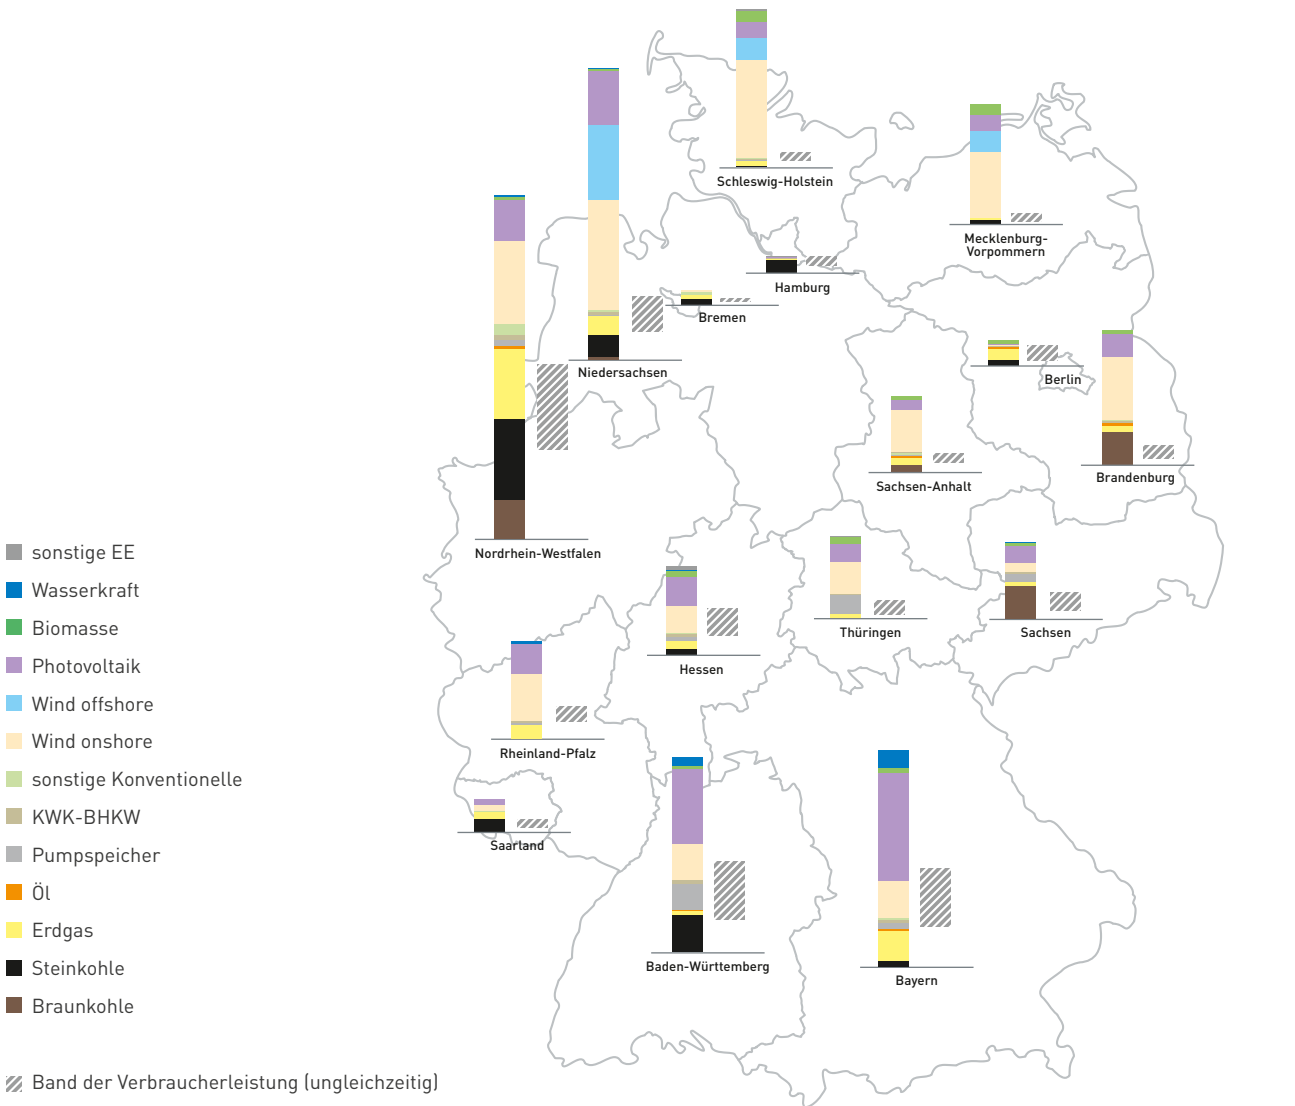 Schleswig-Holstein
Mecklenburg-
Vorpommern
Hamburg
Bremen
Niedersachsen
Berlin
Brandenburg
Sachsen-Anhalt
Nordrhein-Westfalen
Thüringen
Sachsen
Hessen
Rheinland-Pfalz
Saarland
Baden-Württemberg
Bayern
sonstige EE
Wasserkraft
Biomasse
Photovoltaik
Wind offshore
Wind onshore
sonstige Konventionelle
KWK-BHKW
Pumpspeicher
Öl
Erdgas
Steinkohle
Braunkohle
Band der Verbraucherleistung (ungleichzeitig)